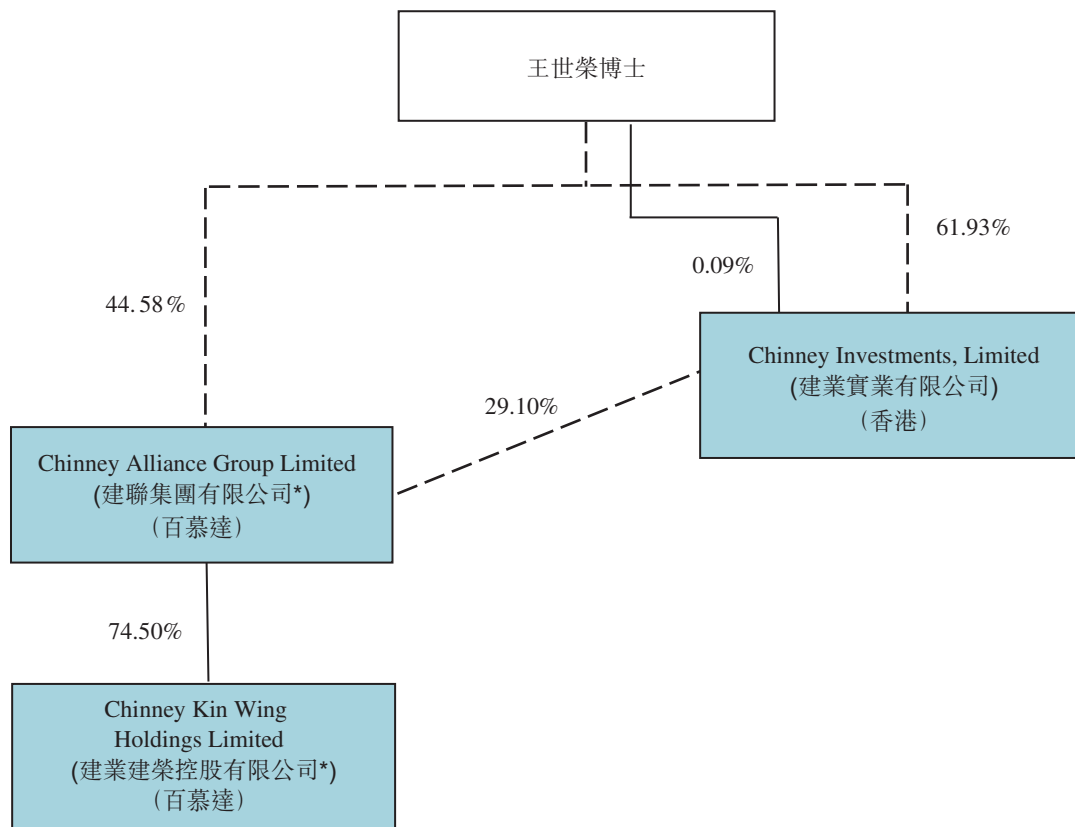 王世榮博士
61.93%
0.09%
44.58%
Chinney Investments, Limited
(建業實業有限公司)
（香港）
29.10%
Chinney Alliance Group Limited
(建聯集團有限公司*)
（百慕達）
74.50%
Chinney Kin Wing
Holdings Limited
(建業建榮控股有限公司*)
（百慕達）